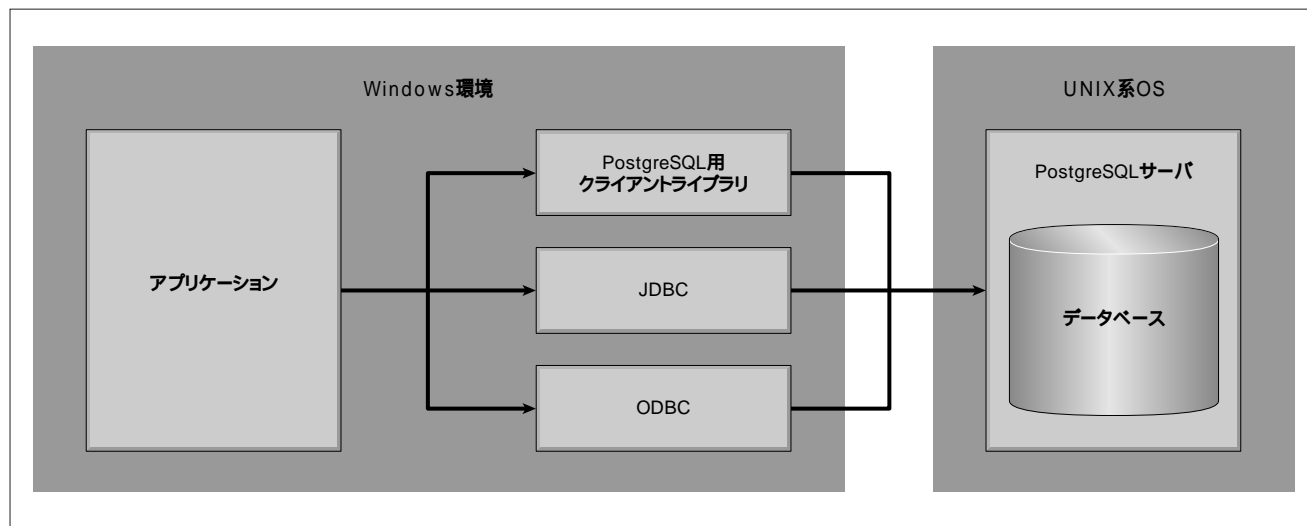 Windows環境
アプリケーション
PostgreSQL用
クライアントライブラリ
JDBC
ODBC
UNIX系OS
PostgreSQLサーバ
データベース